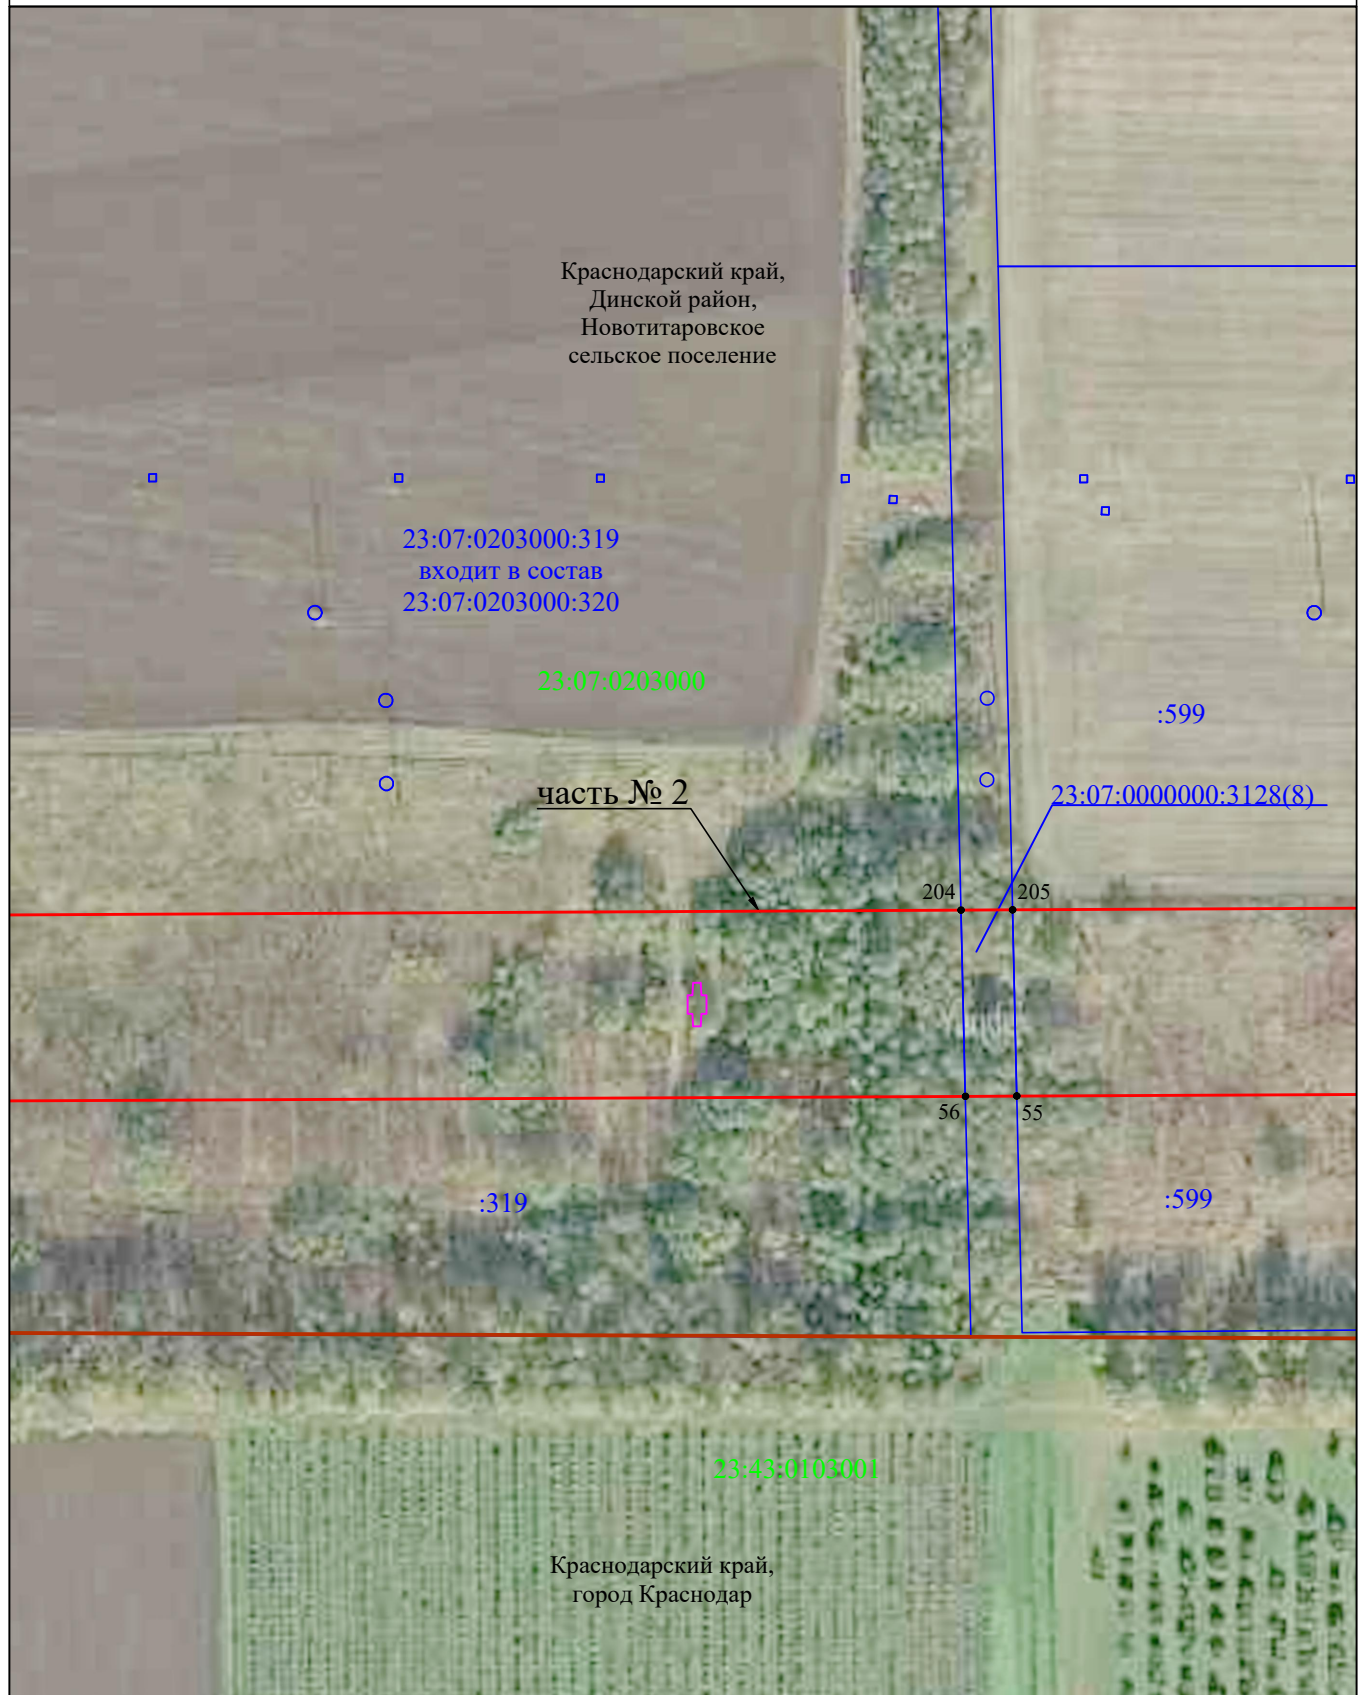 Краснодарский край,
Динской район,
Новотитаровское
сельское поселение
23:07:0203000:319
входит в состав
23:07:0203000:320
23:07:0203000
:599
часть № 2
23:07:0000000:3128(8)
204
205
56
55
:319
:599
23:43:0103001
Краснодарский край,
город Краснодар